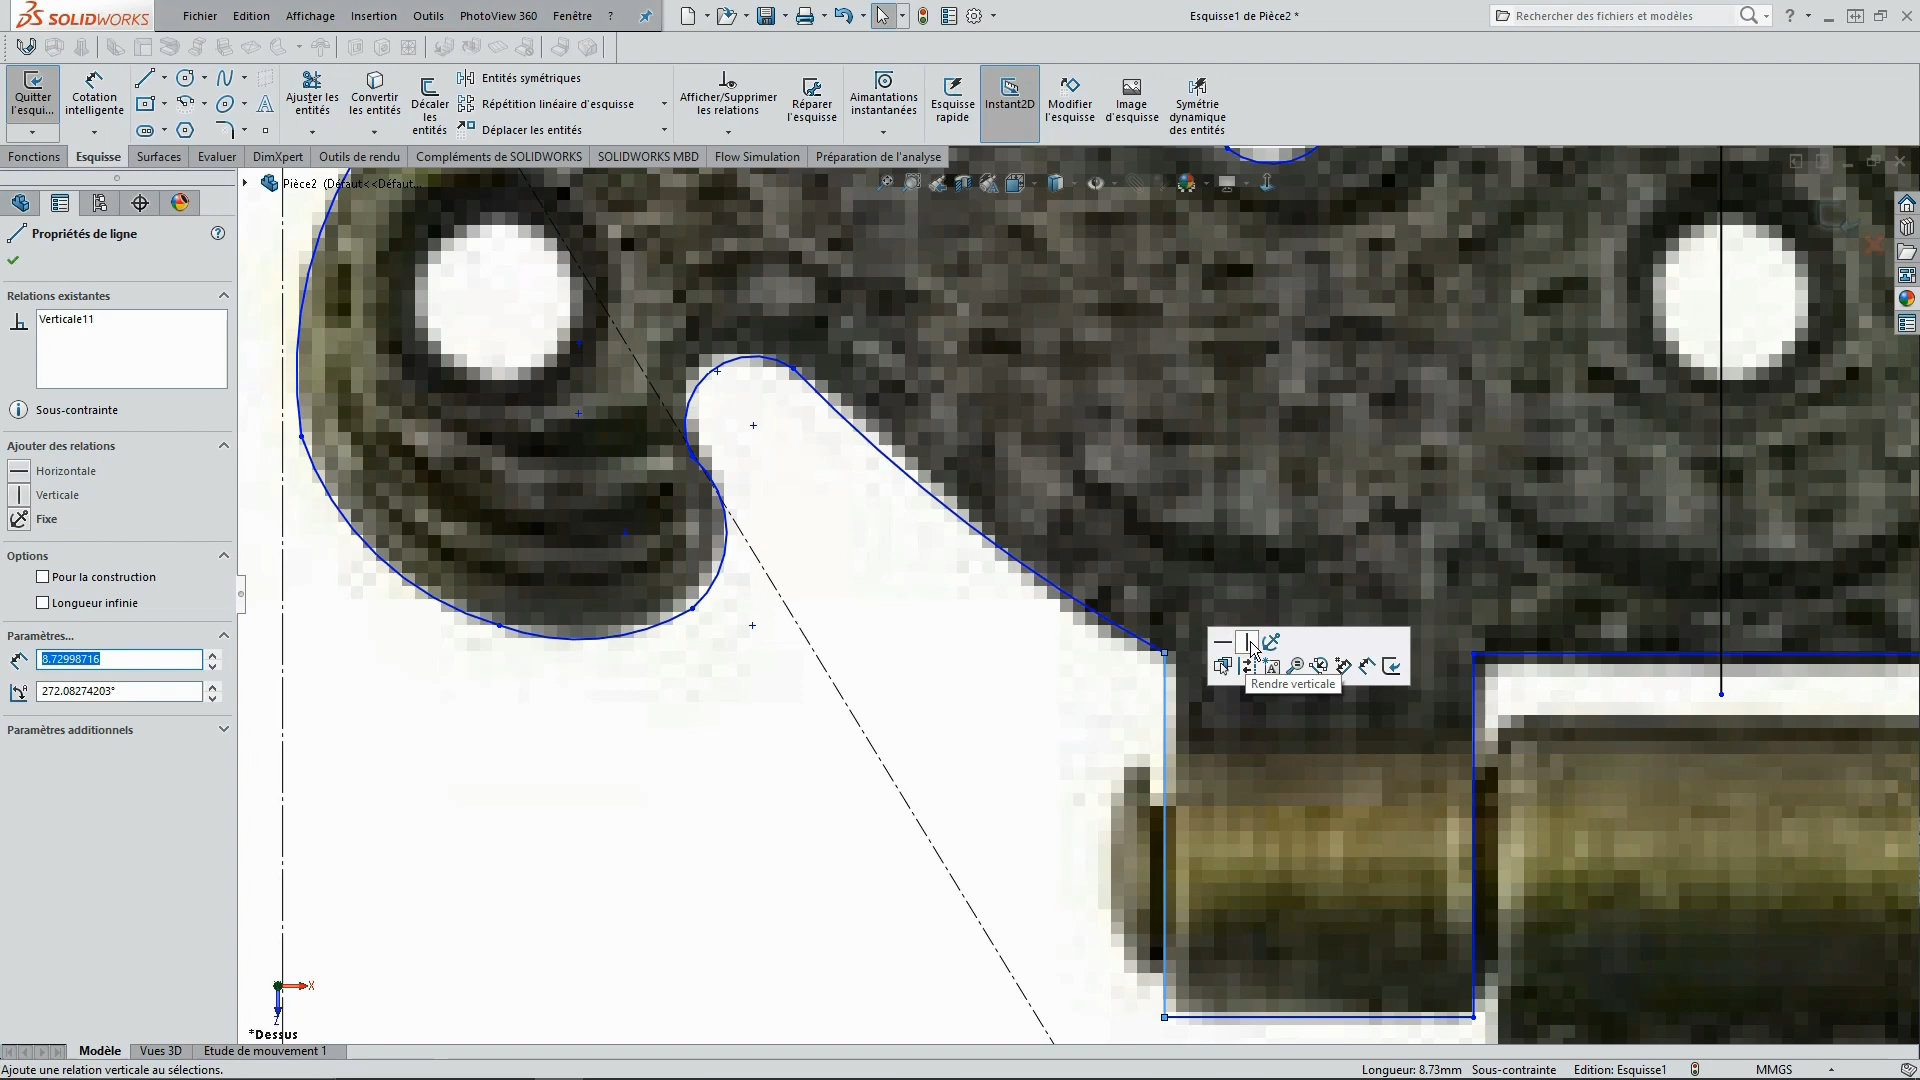 SOLIDWORKS
Fichier Edition Affichage Insertion Outils PhotoView 360 Fenêtre ?
Esquisse1 de Pièce2 *
Rechercher des fichiers et modèles
Quitter l'esqui...
Cotation intelligente
Ajuster les entités
Convertir les entités
Décaler les entités
Entités symétriques
Répétition linéaire d'esquisse
Déplacer les entités
Afficher/Supprimer les relations
Réparer l'esquisse
Aimantations instantanées
Esquisse rapide
Instant2D
Modifier l'esquisse
Image d'esquisse
Symétrie dynamique des entités
Fonctions Esquisse Surfaces Evaluer DimXpert Outils de rendu Compléments de SOLIDWORKS SOLIDWORKS MBD Flow Simulation Préparation de l'analyse
Pièce2 (Défaut<<Défaut...
Propriétés de ligne
Relations existantes
Verticale11
Sous-contrainte
Ajouter des relations
Horizontale
Verticale
Fixe
Options
Pour la construction
Longueur infinie
Paramètres...
8.72998716
272.08274203°
Paramètres additionnels
Rendre verticale
X
Z
*Dessus
Modèle Vues 3D Etude de mouvement 1
Ajoute une relation verticale au sélections.
Longueur: 8.73mm Sous-contrainte Edition: Esquisse1 MMGS